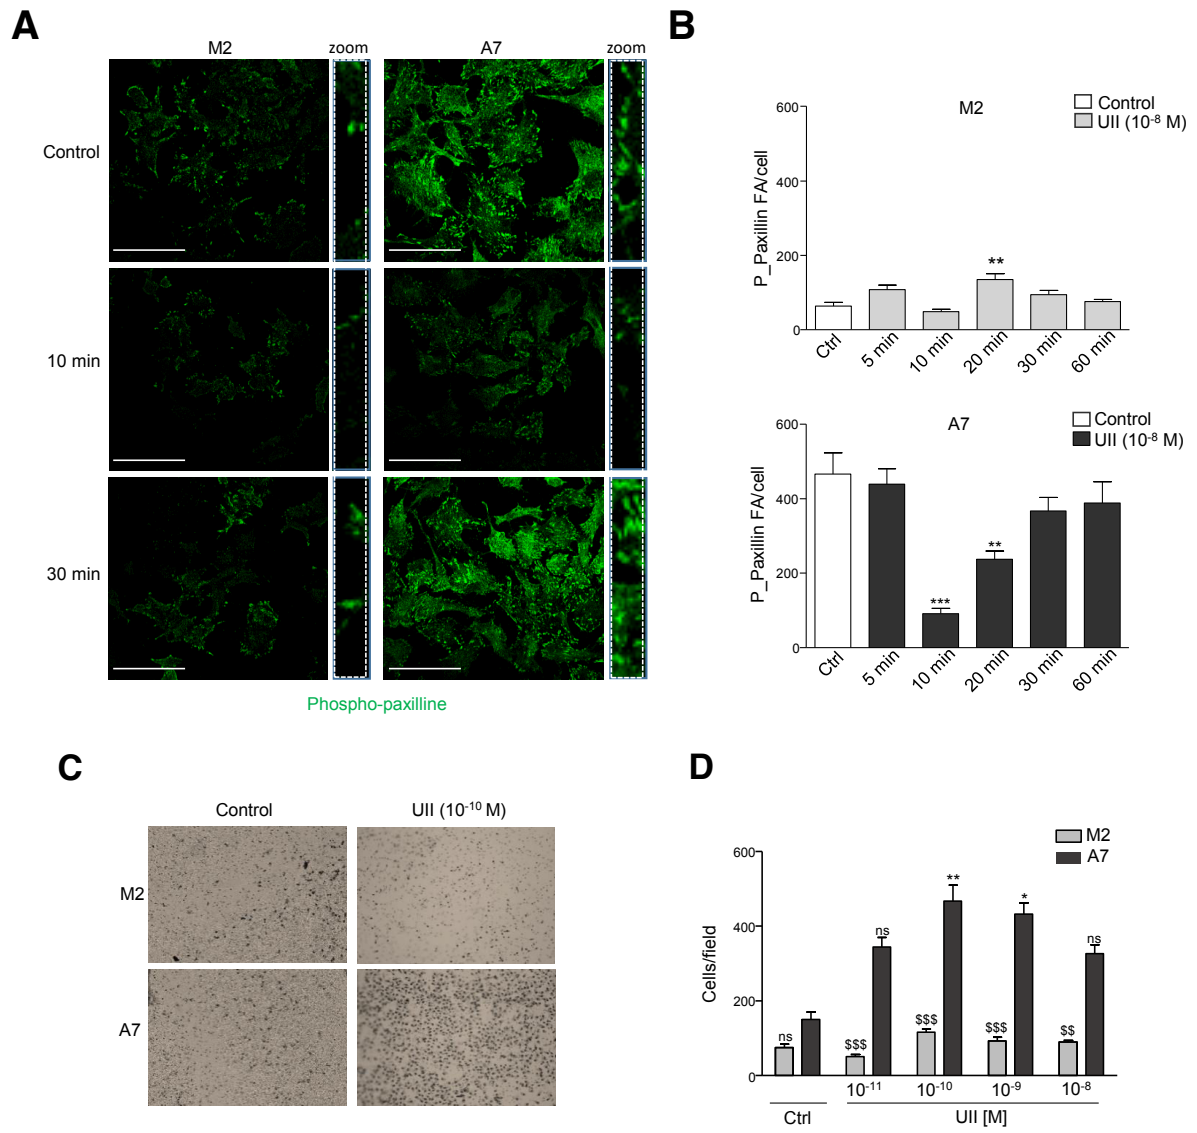 A
M2
zoom
A7
zoom
Control
10 min
30 min
Phospho-paxilline
B
M2
Control
UII (10-8 M)
P_Paxillin FA/cell
600
400
200
0
**
Ctrl
5 min
10 min
20 min
30 min
60 min
A7
Control
UII (10-8 M)
P_Paxillin FA/cell
600
400
200
0
***
**
Ctrl
5 min
10 min
20 min
30 min
60 min
C
Control
UII (10-10 M)
M2
A7
D
M2
A7
Cells/field
600
400
200
0
ns
$$$
ns
$$$
**
$$$
*
$$
ns
10-11
10-10
10-9
10-8
Ctrl
UII [M]